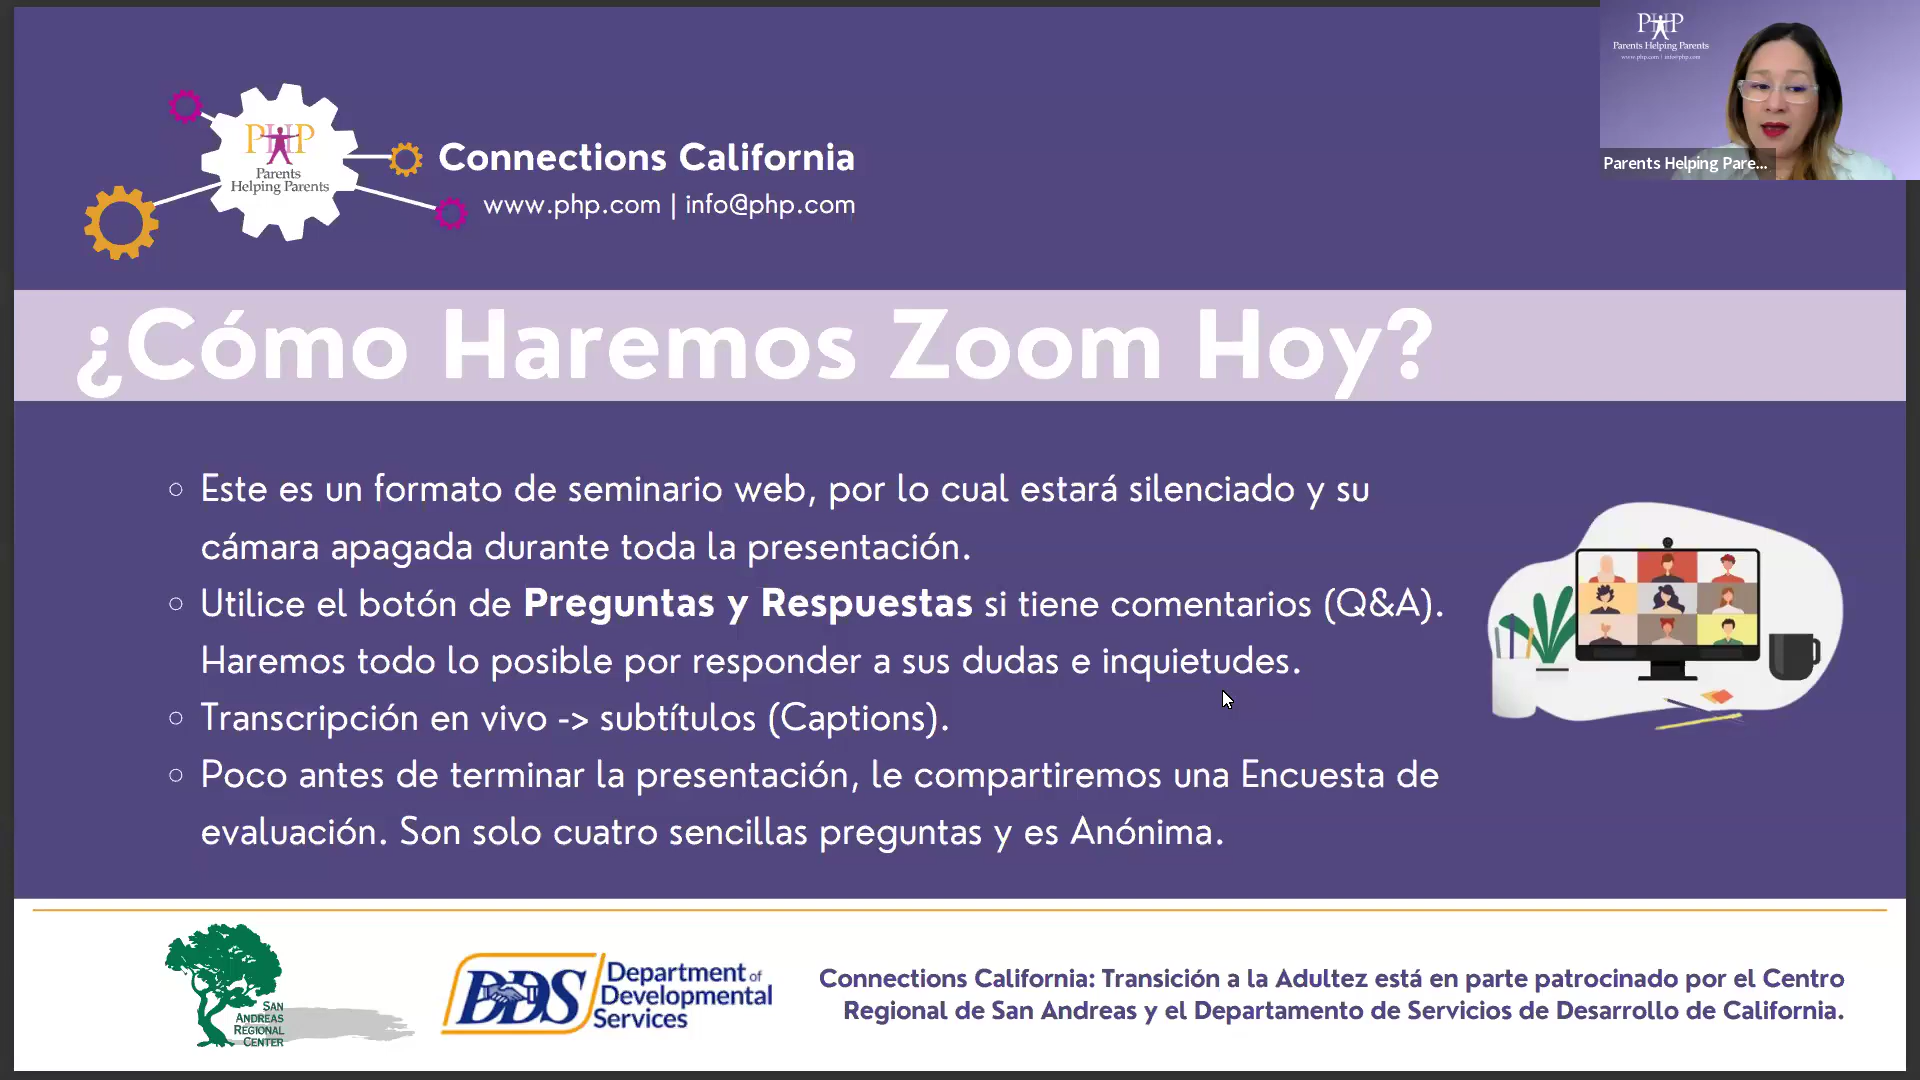 PHP
Parents Helping Parents
www.php.com | info@php.com
Parents Helping Pare...
PHP
Parents
Helping Parents
Connections California
www.php.com | info@php.com
¿Cómo Haremos Zoom Hoy?
Este es un formato de seminario web, por lo cual estará silenciado y su
cámara apagada durante toda la presentación.
Utilice el botón de Preguntas y Respuestas si tiene comentarios (Q&A).
Haremos todo lo posible por responder a sus dudas e inquietudes.
Transcripción en vivo -> subtítulos (Captions).
Poco antes de terminar la presentación, le compartiremos una Encuesta de
evaluación. Son solo cuatro sencillas preguntas y es Anónima.
SAN
ANDREAS
REGIONAL
CENTER
DDS
Department of
Developmental
Services
Connections California: Transición a la Adultez está en parte patrocinado por el Centro
Regional de San Andreas y el Departamento de Servicios de Desarrollo de California.